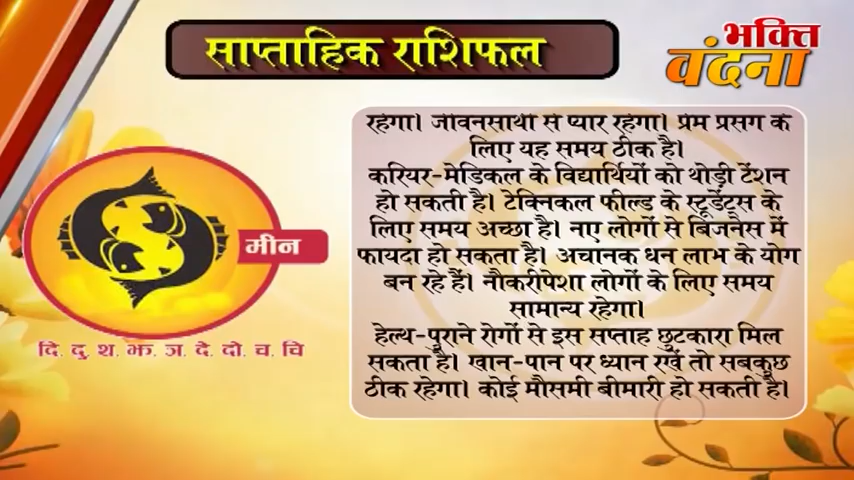 साप्ताहिक राशिफल
भक्ति
वंदना
रहेगा। जीवनसाथी से प्यार रहेगा। प्रेम प्रसंग के
लिए यह समय ठीक है।
करियर-मेडिकल के विद्यार्थियों को थोड़ी टेंशन
हो सकती है। टेक्निकल फील्ड के स्टूडेंट्स के
लिए समय अच्छा है। नए लोगों से बिजनैस में
फायदा हो सकता है। अचानक धन लाभ के योग
बन रहे हैं। नौकरीपेशा लोगों के लिए समय
सामान्य रहेगा।
हेल्थ-पुराने रोगों से इस सप्ताह छुटकारा मिल
सकता है। खान-पान पर ध्यान रखें तो सबकुछ
ठीक रहेगा। कोई मौसमी बीमारी हो सकती है।
मीन
दि. दु. श. झ. ञ. दे. दो. च. चि